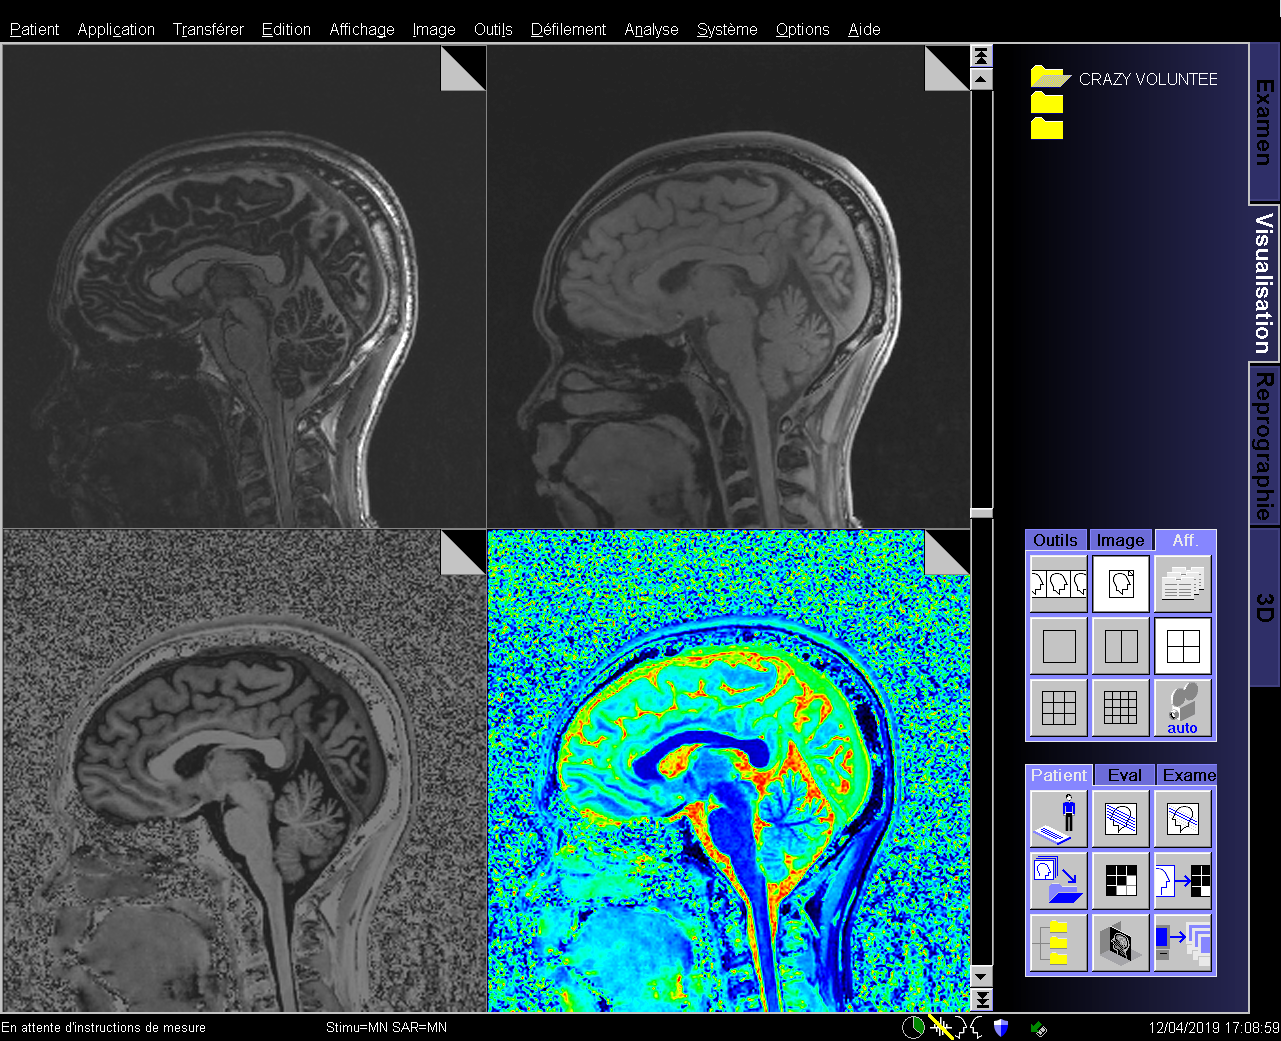 Patient Application Transférer Edition Affichage Image Outils Défilement Analyse Système Options Aide
CRAZY VOLUNTEE
Examen
Visualisation
Reprographie
3D
Outils Image Aff.
auto
Patient Eval Exame
En attente d'instructions de mesure
Stimu=MN SAR=MN
12/04/2019 17:08:59